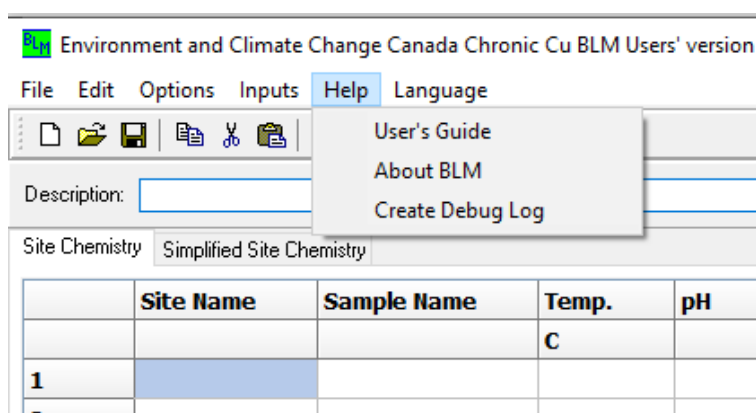 BLM Environment and Climate Change Canada Chronic Cu BLM Users' version
File Edit Options Inputs Help Language
User's Guide
About BLM
Create Debug Log
Description:
Site Chemistry Simplified Site Chemistry
Site Name Sample Name Temp. pH
C
1